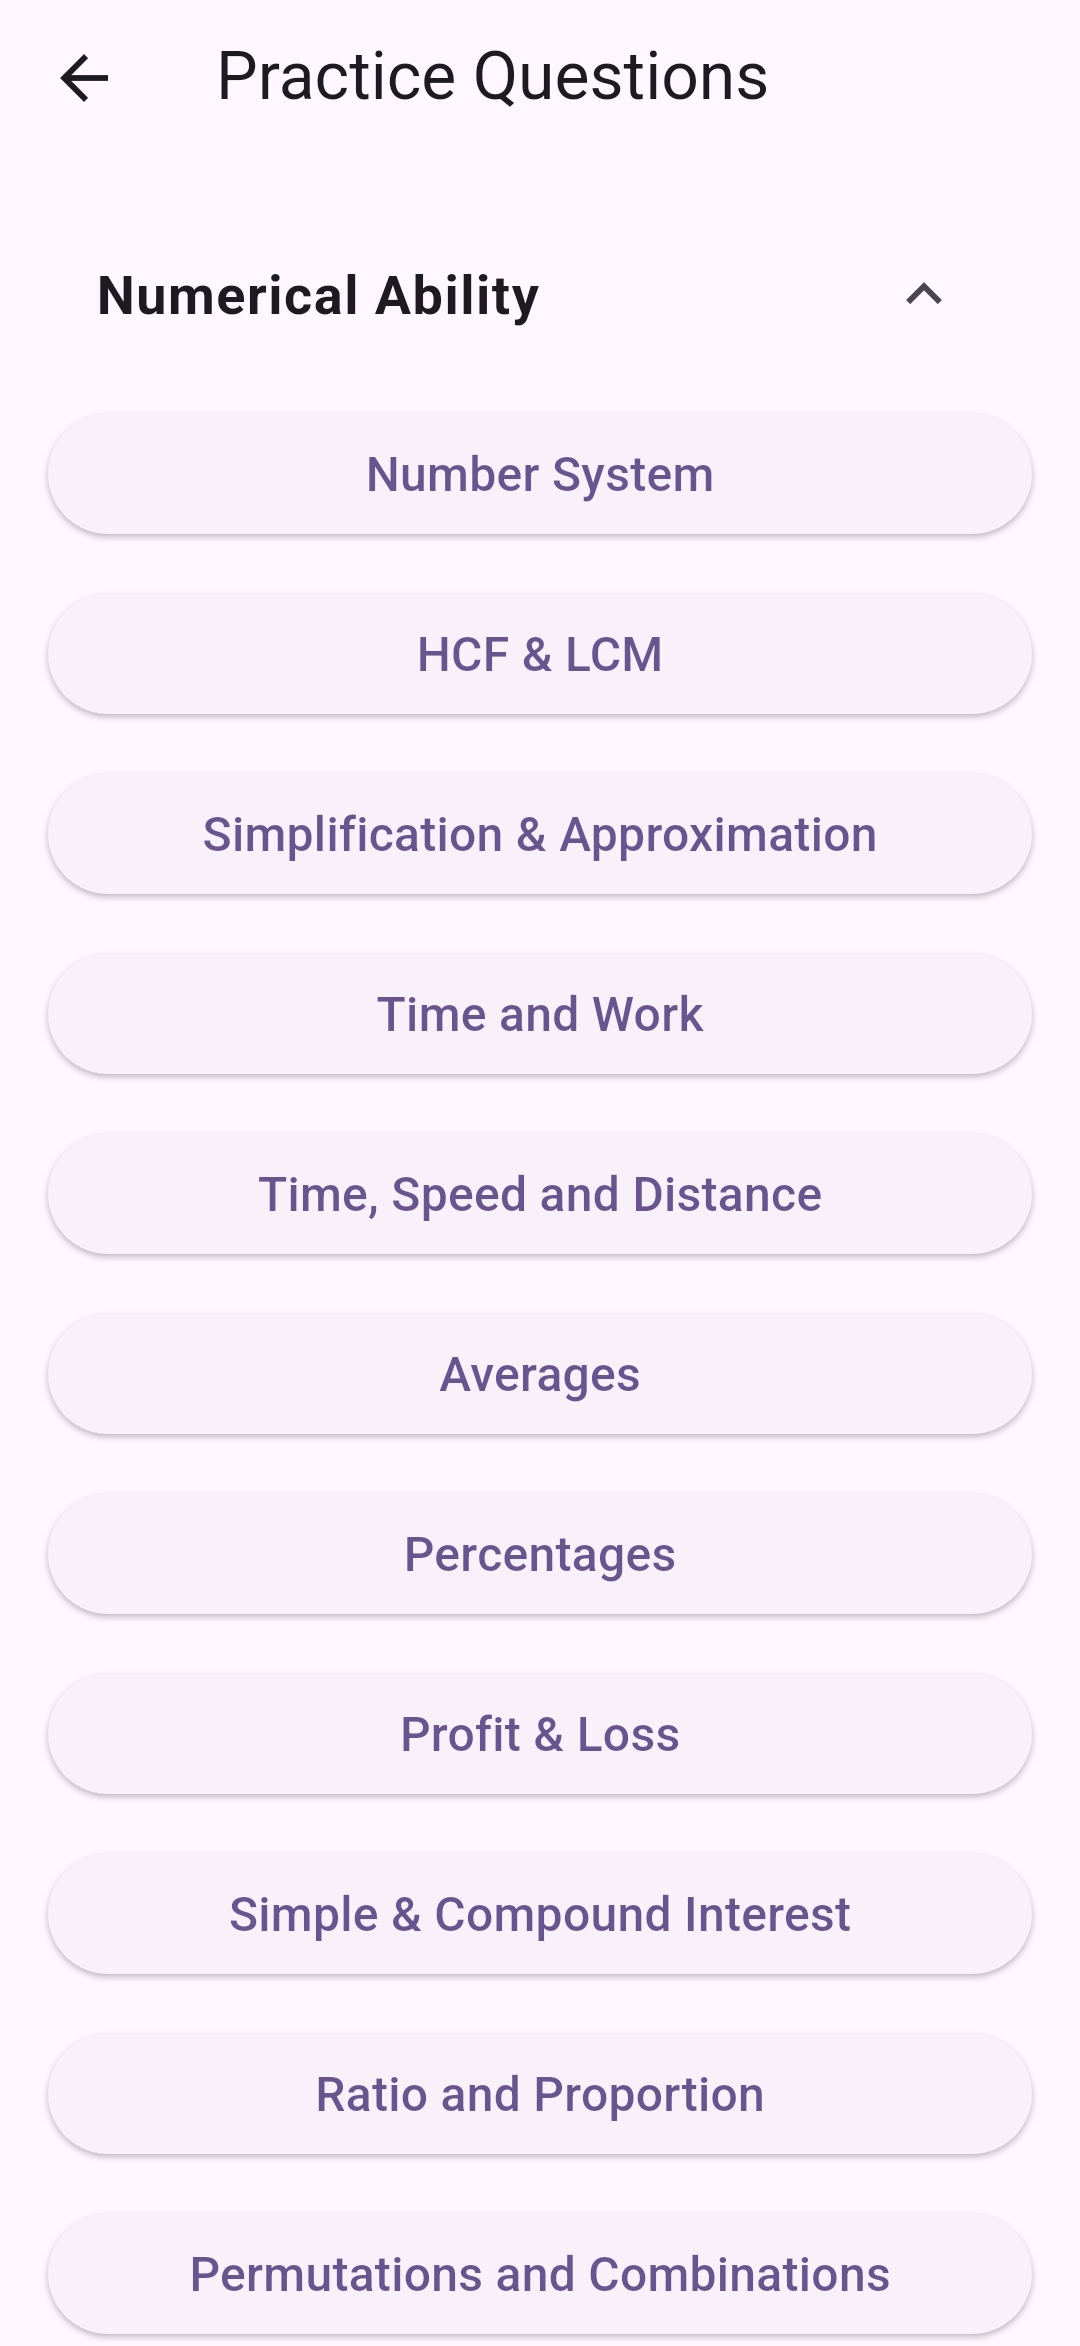 Practice Questions
Numerical Ability
Number System
HCF & LCM
Simplification & Approximation
Time and Work
Time, Speed and Distance
Averages
Percentages
Profit & Loss
Simple & Compound Interest
Ratio and Proportion
Permutations and Combinations